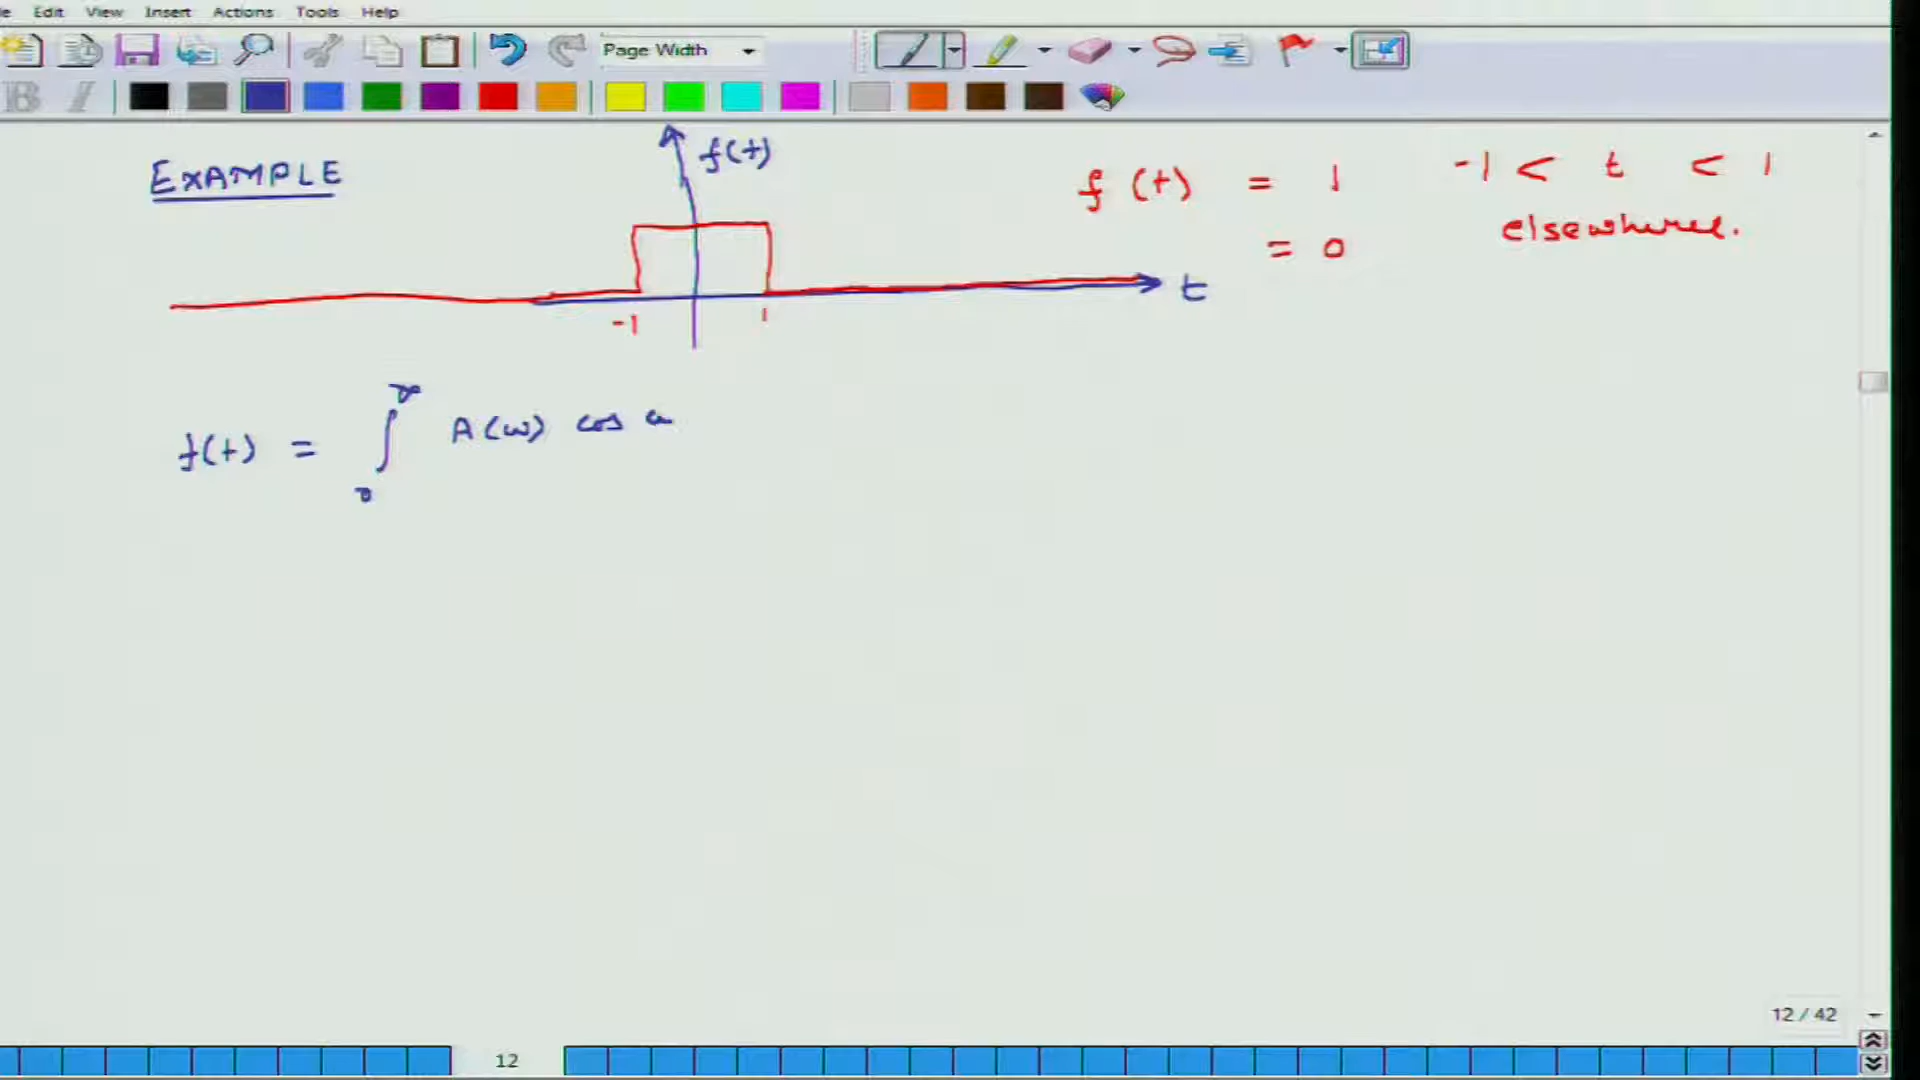 Edit View Insert Actions Tools Help
Page Width
B I
EXAMPLE
f(t)
f(t) = 1 -1 < t < 1
= 0 elsewhere.
t
-1 1
f(t) = ∫ A(ω) cos
∞
0
12 / 42
12